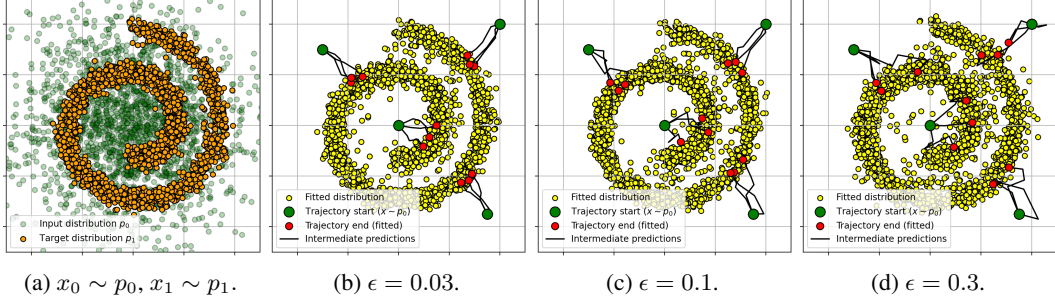 Input distribution p₀
Target distribution p₁
Fitted distribution
Trajectory start (x ~ p₀)
Trajectory end (fitted)
Intermediate predictions
Fitted distribution
Trajectory start (x ~ p₀)
Trajectory end (fitted)
Intermediate predictions
Fitted distribution
Trajectory start (x ~ p₀)
Trajectory end (fitted)
Intermediate predictions
(a) x₀ ∼ p₀, x₁ ∼ p₁.
(b) ϵ = 0.03.
(c) ϵ = 0.1.
(d) ϵ = 0.3.